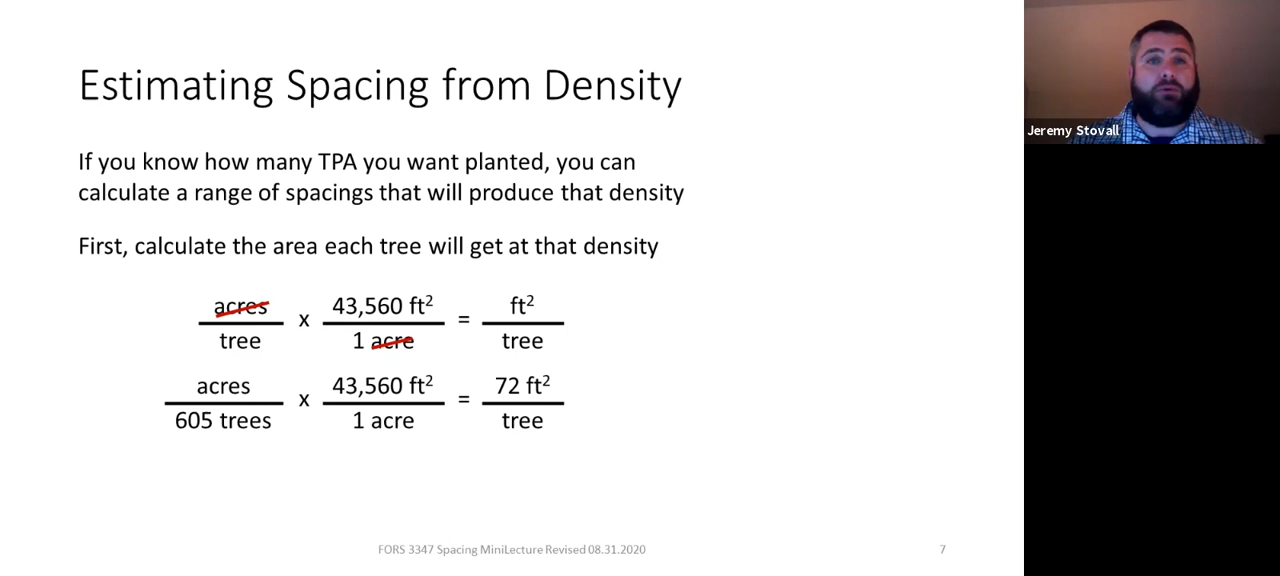 Estimating Spacing from Density
If you know how many TPA you want planted, you can
calculate a range of spacings that will produce that density
First, calculate the area each tree will get at that density
acres x 43,560 ft² = ft²
tree 1 acre tree
acres x 43,560 ft² = 72 ft²
605 trees 1 acre tree
FORS 3347 Spacing MiniLecture Revised 08.31.2020 7
Jeremy Stovall